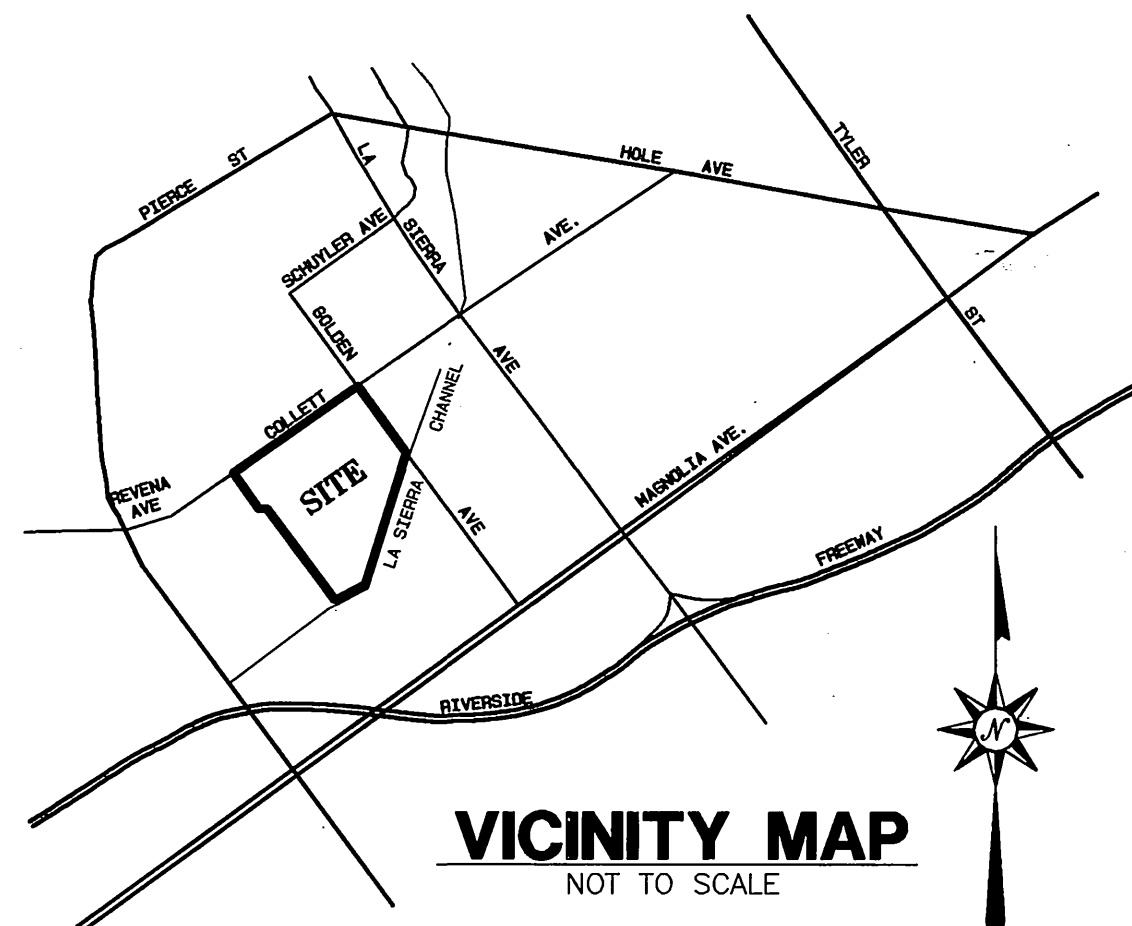 PIERCE ST
LA SIERRA AVE
HOLE AVE
TYLER ST
SCHUYLER AVE
GOLDEN AVE
COLLETT AVE.
CHANNEL
LA SIERRA
SITE
REVENA
AVE
MAGNOLIA AVE.
RIVERSIDE FREEWAY
N
VICINITY MAP
NOT TO SCALE